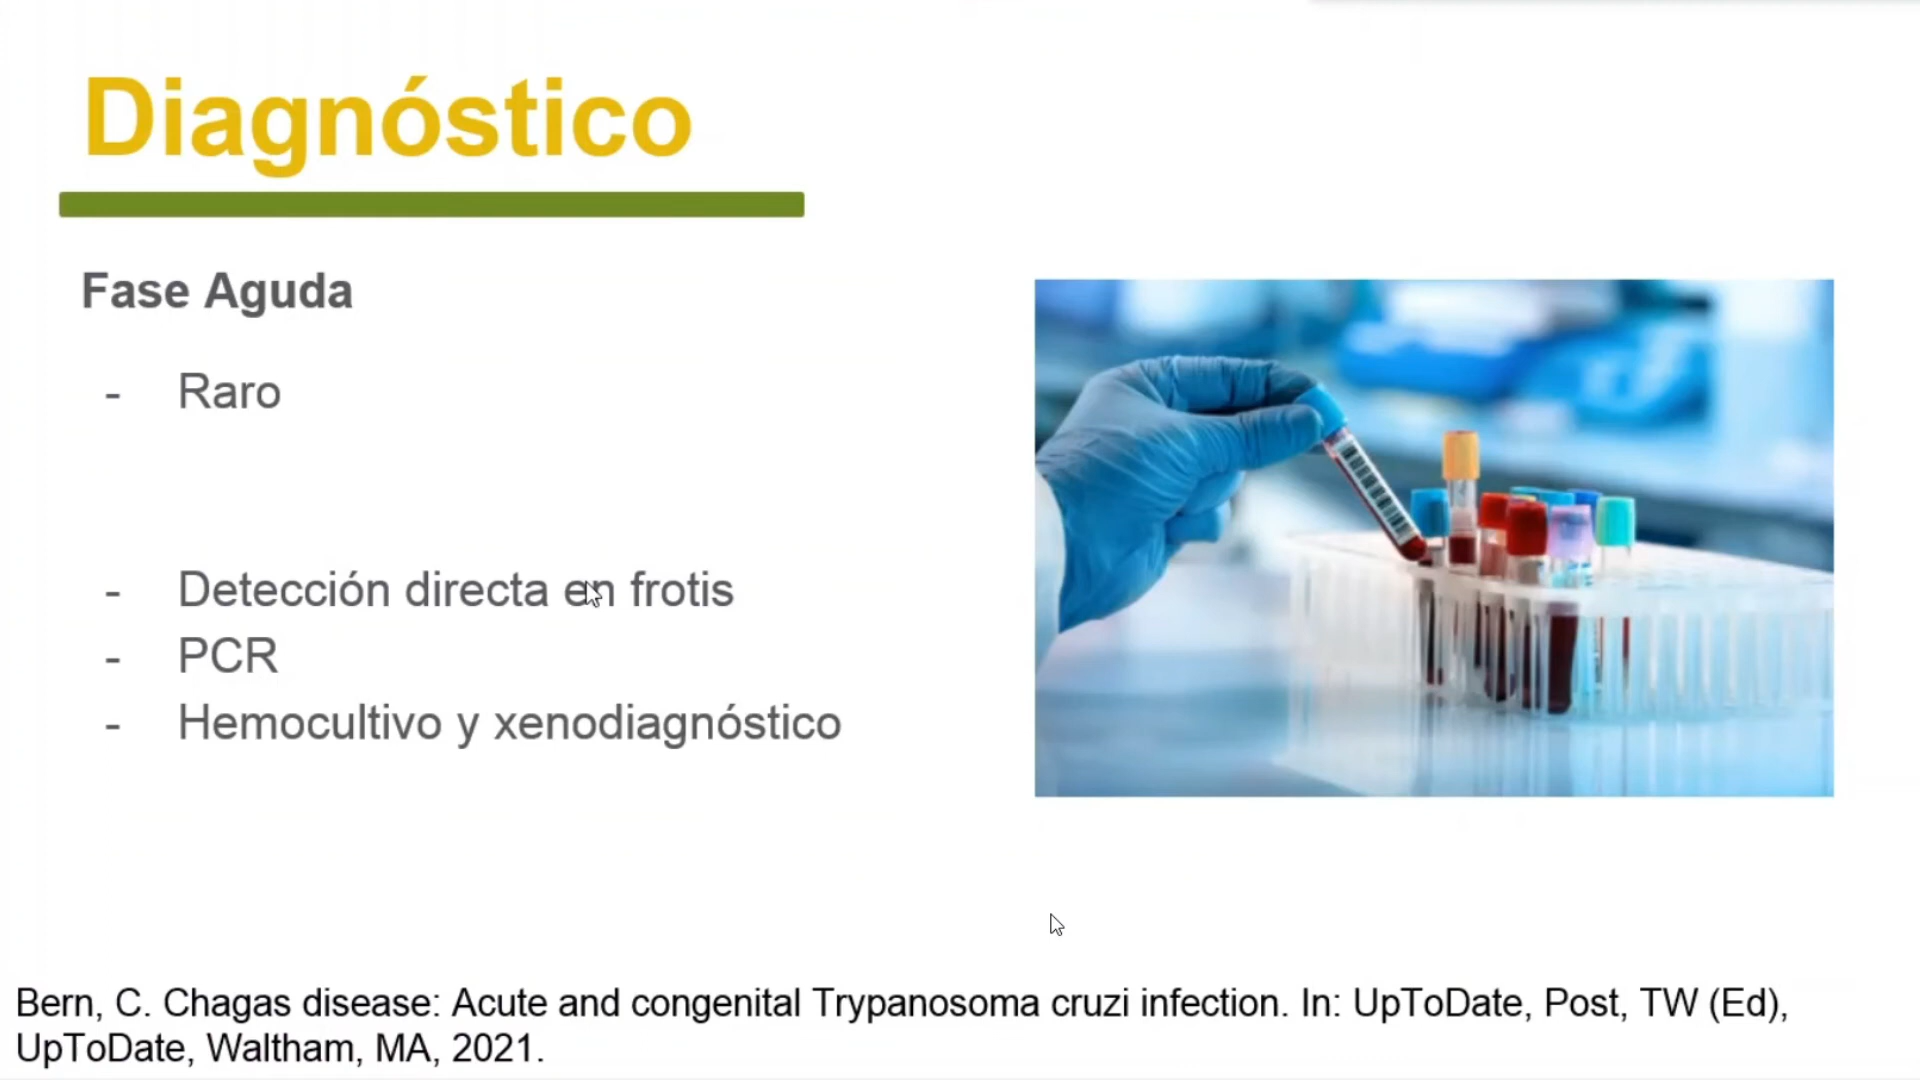 Diagnóstico
Fase Aguda
- Raro
- Detección directa en frotis
- PCR
- Hemocultivo y xenodiagnóstico
Bern, C. Chagas disease: Acute and congenital Trypanosoma cruzi infection. In: UpToDate, Post, TW (Ed),
UpToDate, Waltham, MA, 2021.